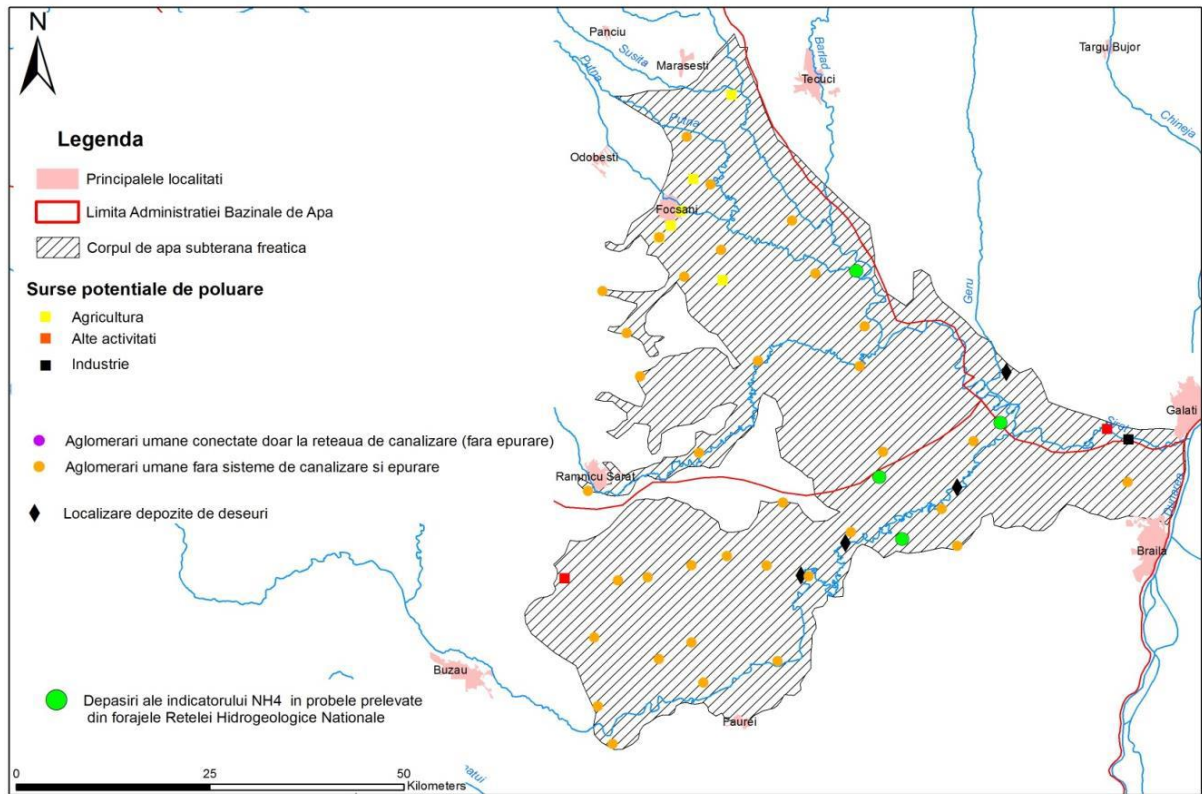 N
Legenda
Principalele localitati
Limita Administratiei Bazinale de Apa
Corpul de apa subterana freatica
Surse potentiale de poluare
Agricultura
Alte activitati
Industrie
Aglomerari umane conectate doar la reteaua de canalizare (fara epurare)
Aglomerari umane fara sisteme de canalizare si epurare
Localizare depozite de deseuri
Depasiri ale indicatorului NH4 in probele prelevate
din forajele Retelei Hidrogeologice Nationale
0 25 50
Kilometers
Panciu
Susita
Marasesti
Putna
Putna
Barlad
Tecuci
Targu Bujor
Chineja
Odobesti
Focsani
Geru
Galati
Siret
Ramnicu Sarat
Dunarea
Braila
Buzau
Faurei